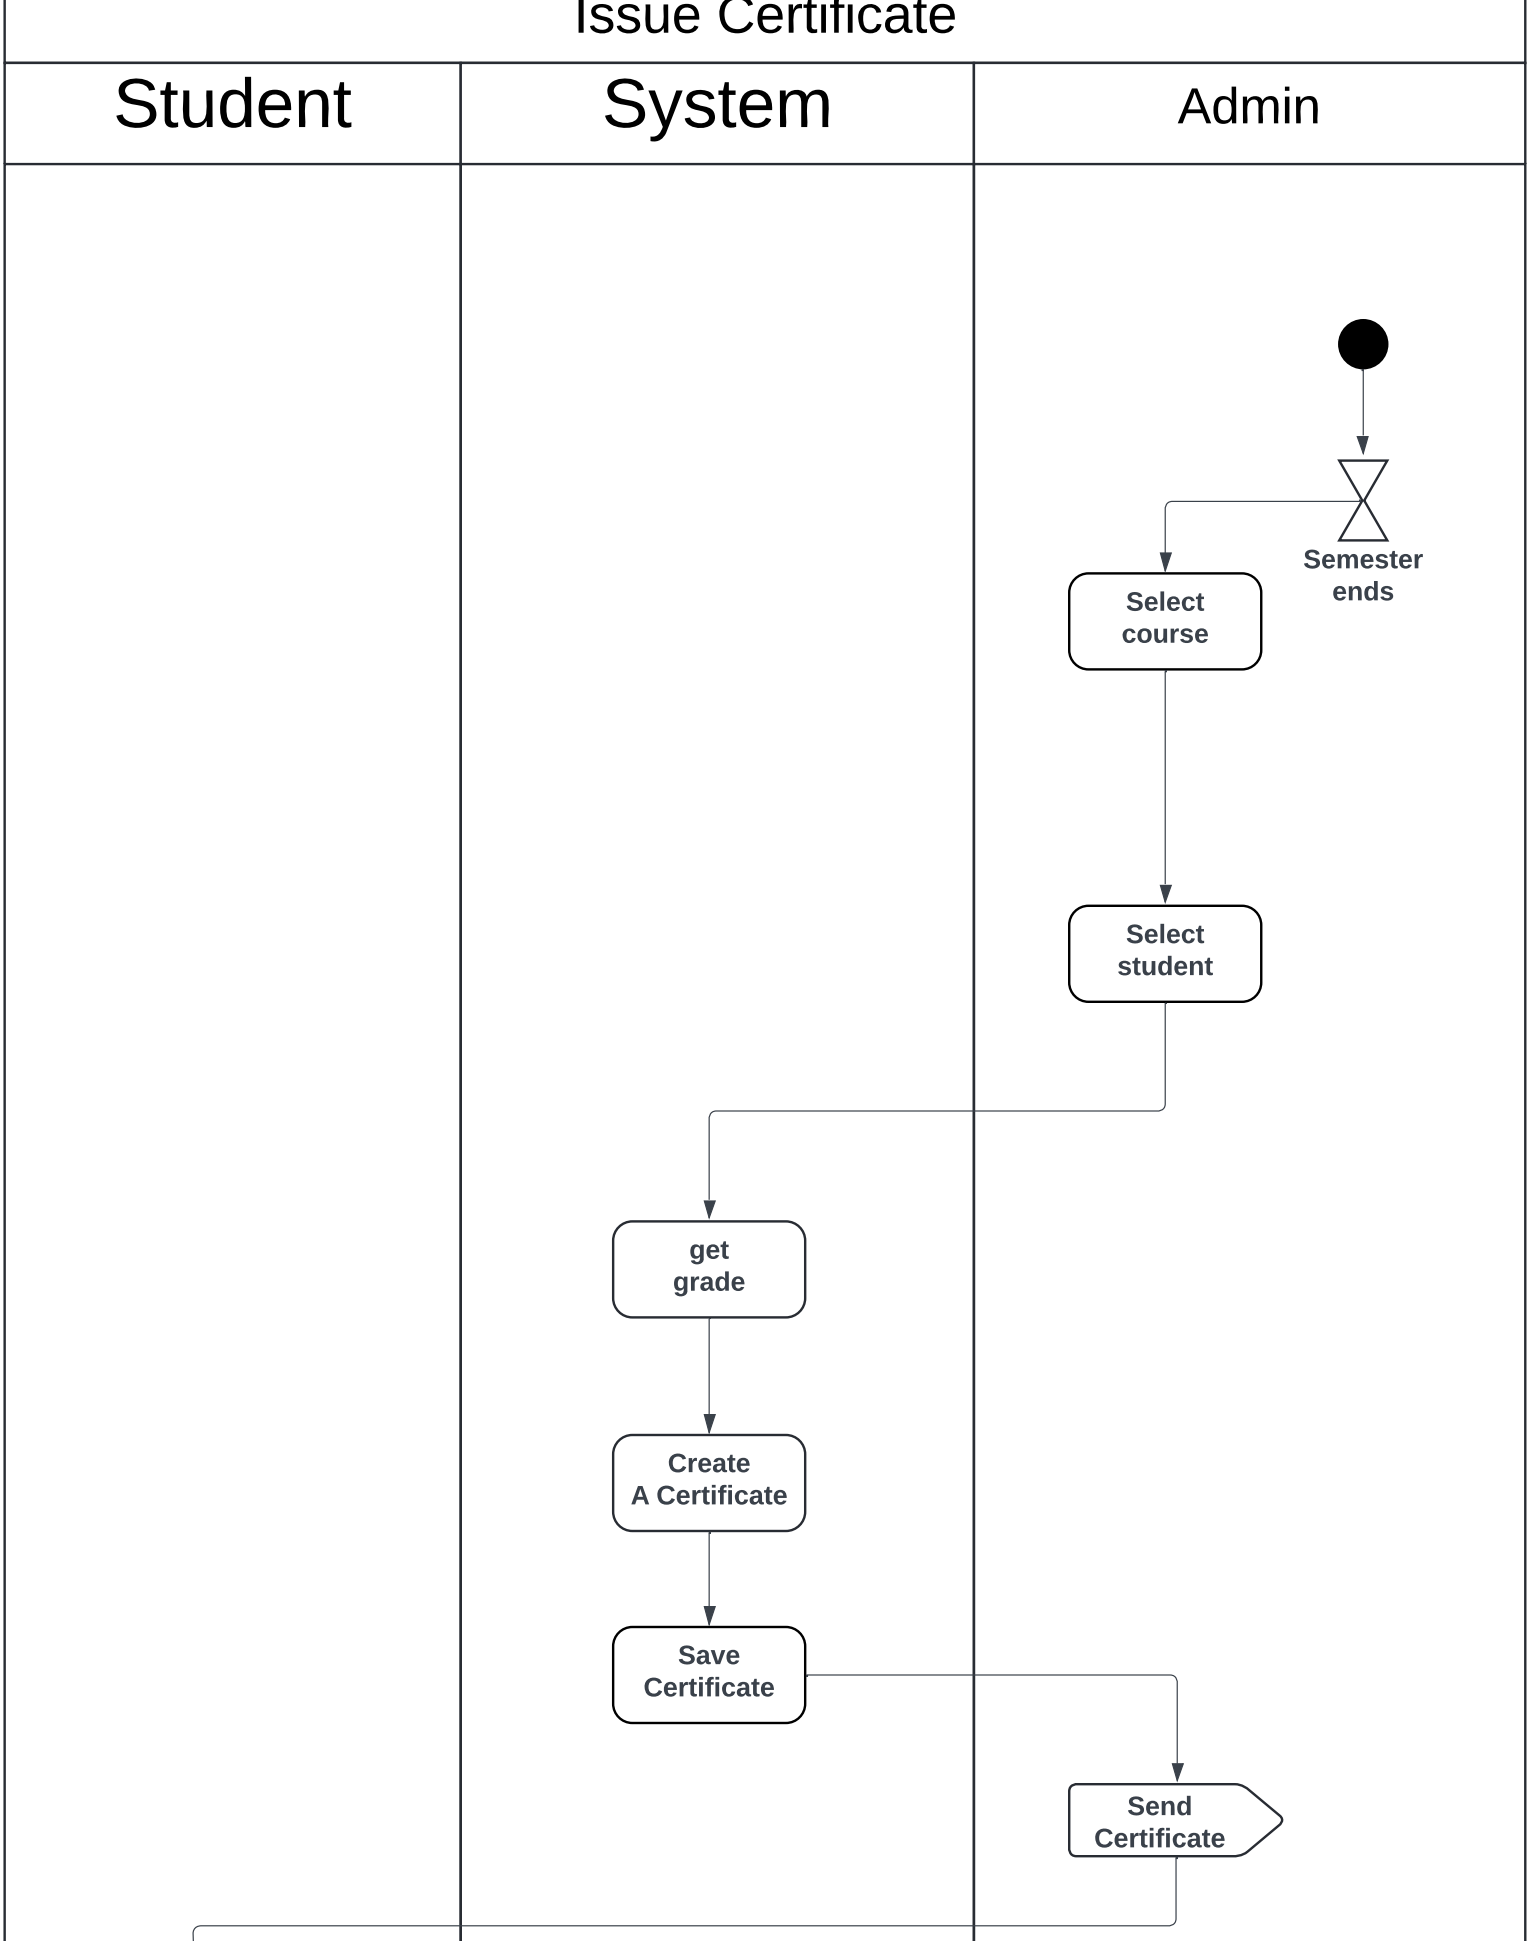 Issue Certificate
Student
System
Admin
Semester
ends
Select
course
Select
student
get
grade
Create
A Certificate
Save
Certificate
Send
Certificate